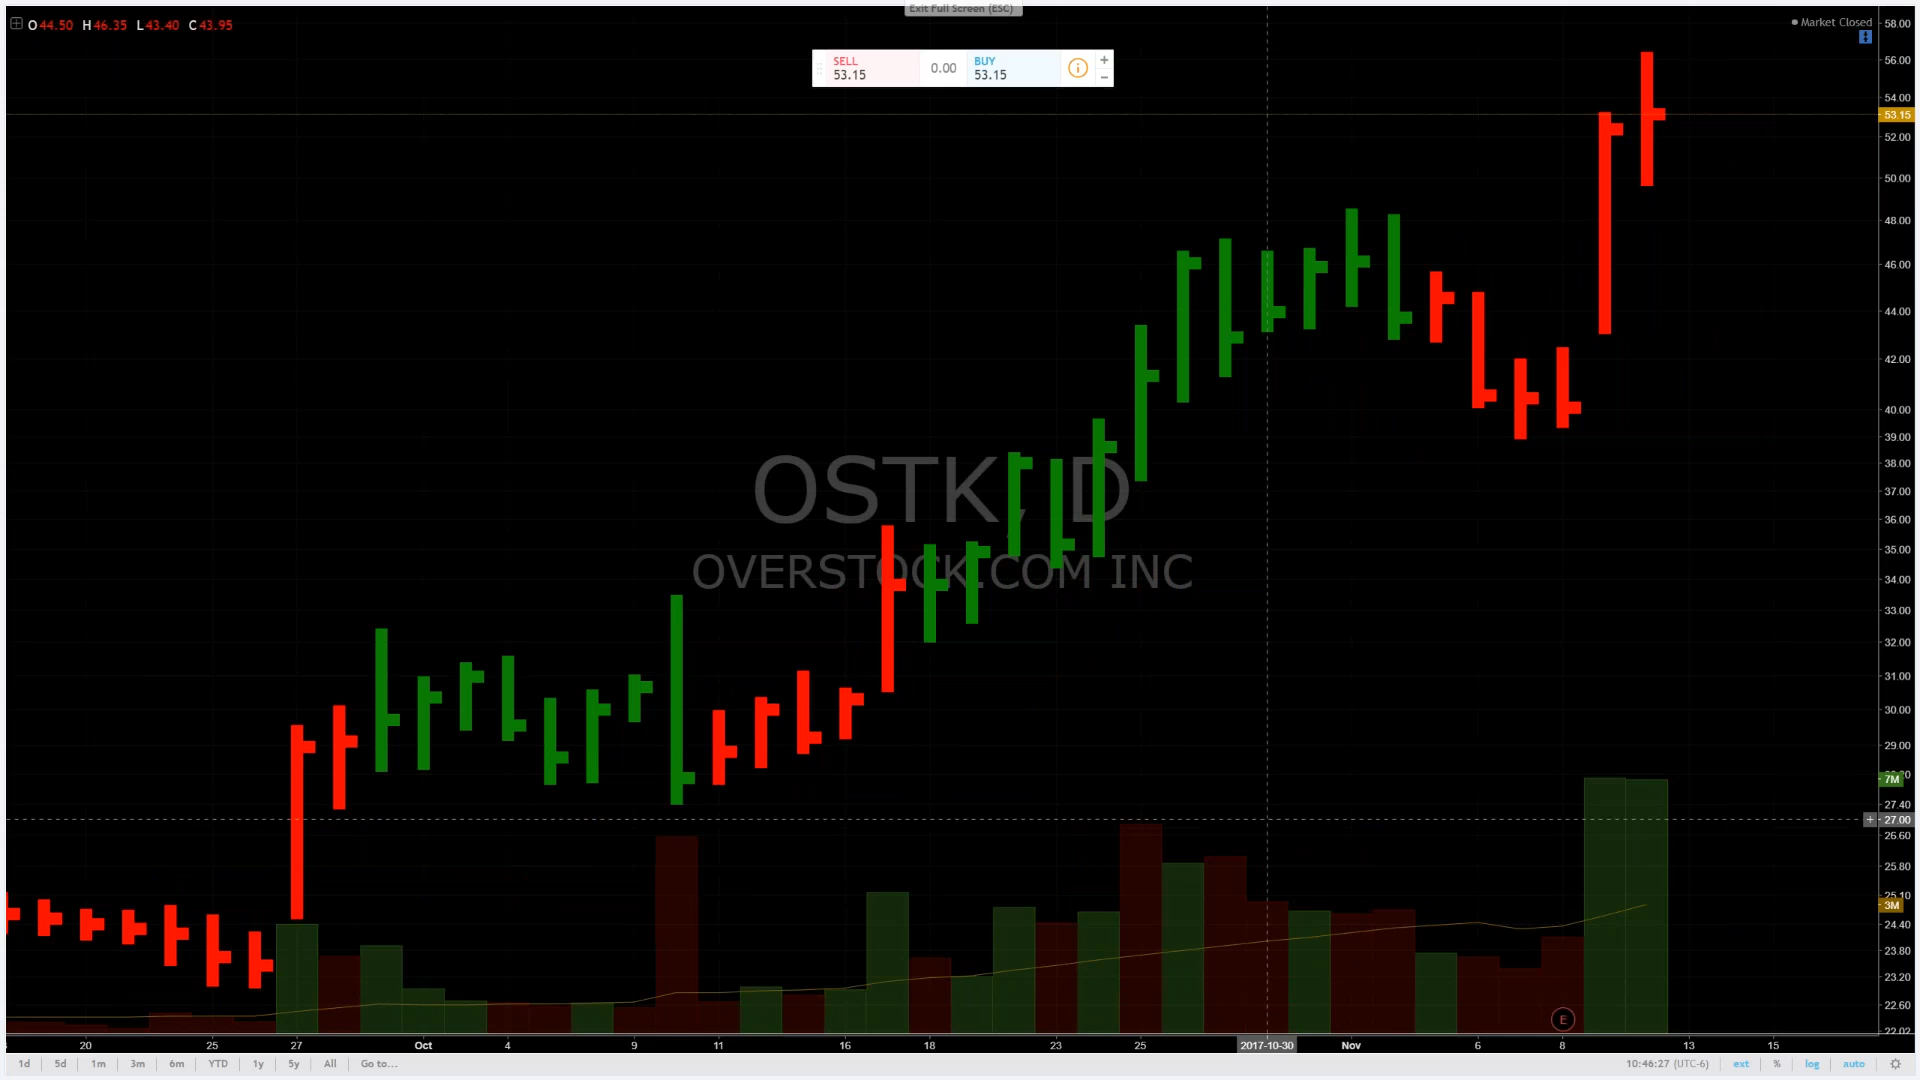 Exit Full Screen (ESC)
O44.50 H46.35 L43.40 C43.95
Market Closed
SELL
53.15
0.00
BUY
53.15
58.00
56.00
54.00
53.15
52.00
50.00
48.00
46.00
44.00
42.00
40.00
39.00
38.00
37.00
36.00
35.00
34.00
33.00
32.00
31.00
30.00
29.00
7M
27.40
27.00
26.60
25.80
25.10
3M
24.40
23.80
23.20
22.60
22.02
OSTK, D
OVERSTOCK.COM INC
E
20 25 27 Oct 4 9 11 16 18 23 25 2017-10-30 Nov 6 8 13 15
1d 5d 1m 3m 6m YTD 1y 5y All Go to... 10:46:27 (UTC-6) ext % log auto